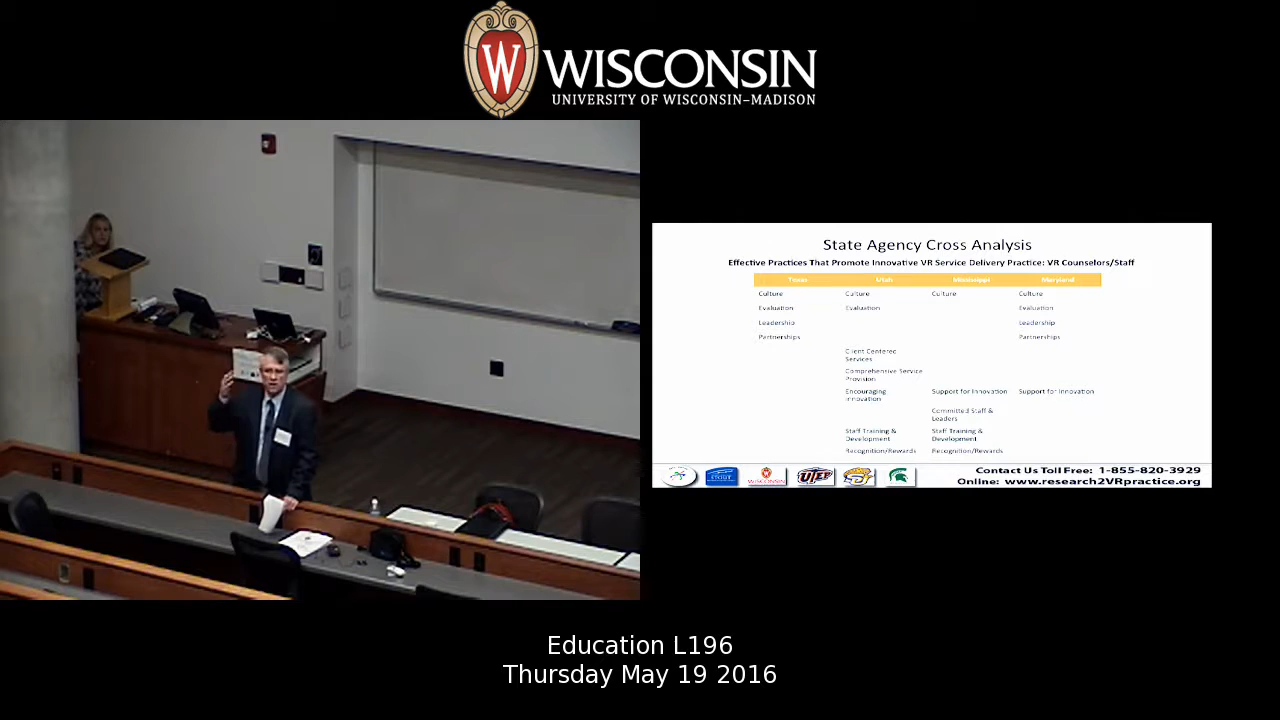 W
WISCONSIN
UNIVERSITY OF WISCONSIN–MADISON
State Agency Cross Analysis
Effective Practices That Promote Innovative VR Service Delivery Practice: VR Counselors/Staff
Texas Utah Mississippi Maryland
Culture Culture Culture Culture
Evaluation Evaluation Evaluation
Leadership Leadership
Partnerships Partnerships
Client Centered
Services
Comprehensive Service
Provision
Encouraging Support for Innovation Support for Innovation
Innovation
Committed Staff &
Leaders
Staff Training & Staff Training &
Development Development
Recognition/Rewards Recognition/Rewards
STOUT WISCONSIN UTEP
Contact Us Toll Free: 1-855-820-3929
Online: www.research2VRpractice.org
Education L196
Thursday May 19 2016